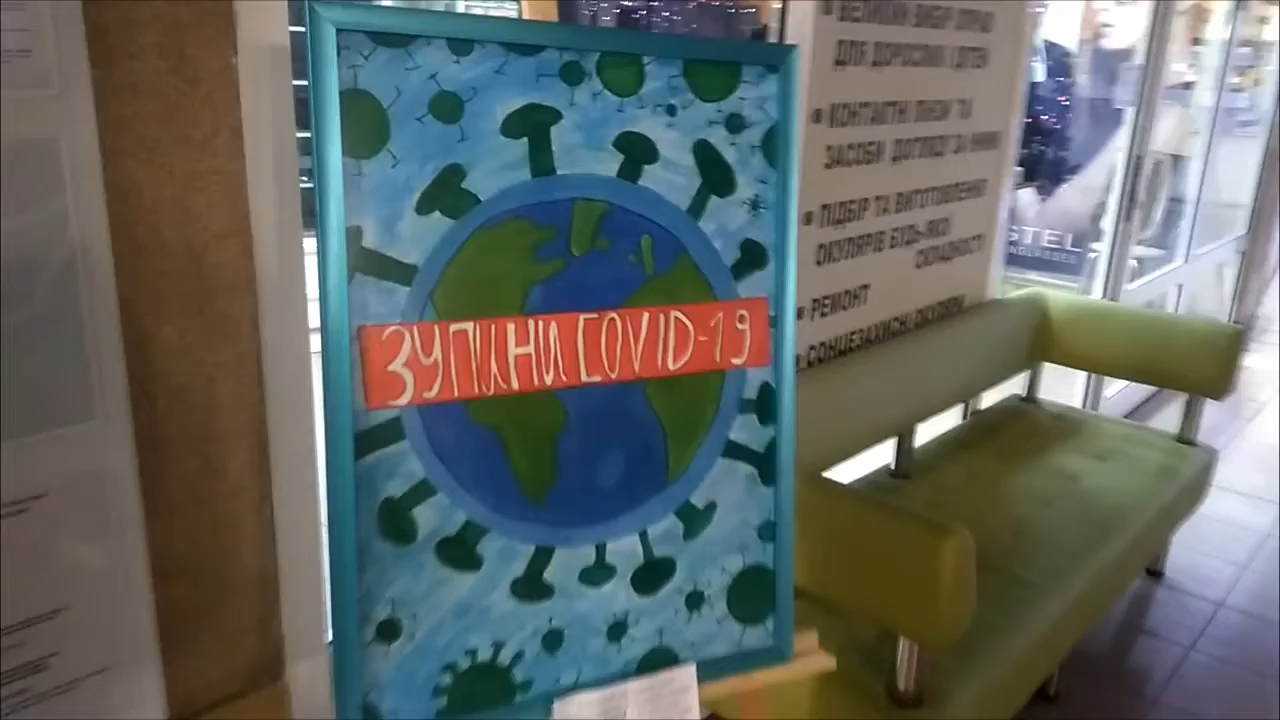 ЗУПИНИ COVID-19
ВЕЛИКИЙ ВИБІР ОПРАВ
ДЛЯ ДОРОСЛИХ І ДІТЕЙ
• КОНТАКТНІ ЛІНЗИ ТА
ЗАСОБИ ДОГЛЯДУ ЗА НИМИ
• ПІДБІР ТА ВИГОТОВЛЕННЯ
ОКУЛЯРІВ БУДЬ-ЯКОЇ
СКЛАДНОСТІ
• РЕМОНТ
• СОНЦЕЗАХИСНІ ОКУЛЯРИ